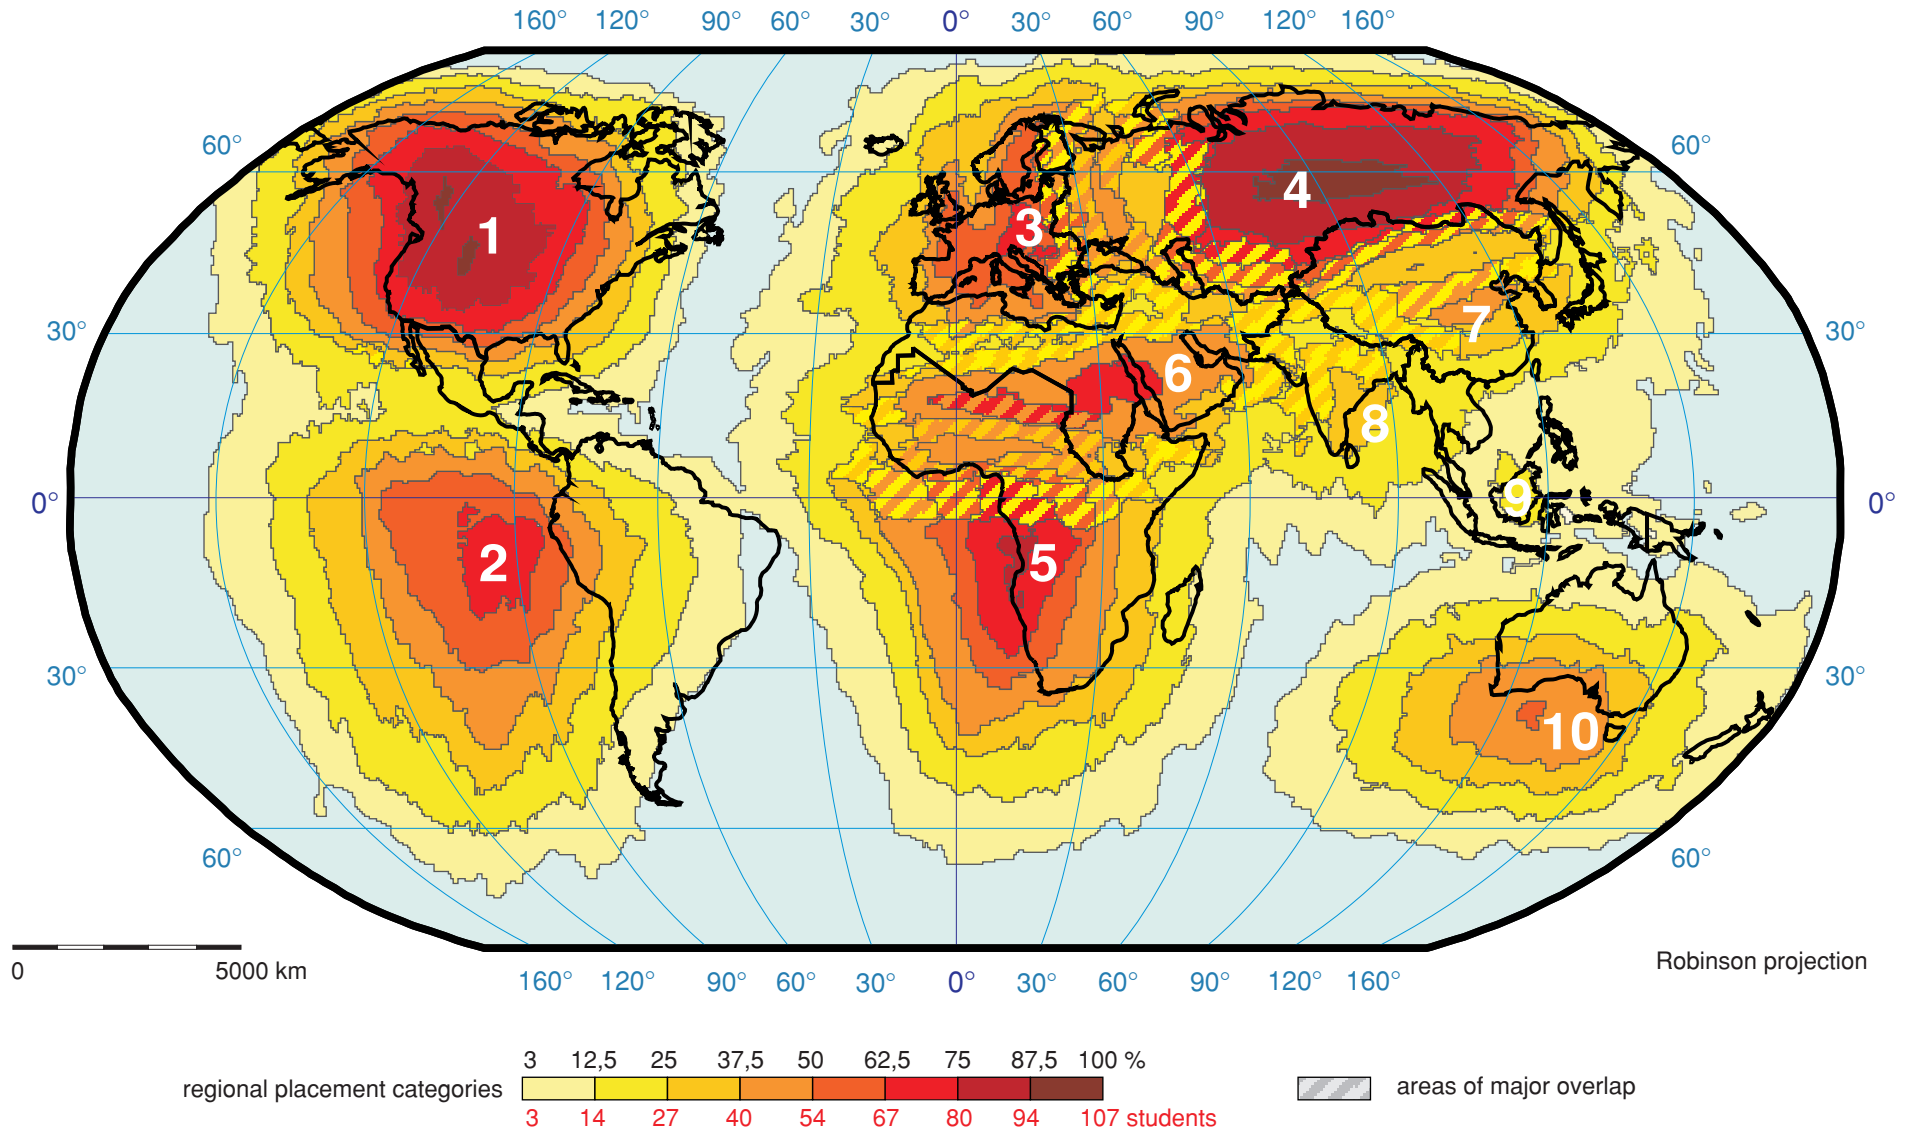 160° 120° 90° 60° 30° 0° 30° 60° 90° 120° 160°
60° 60°
1
4
3
30° 30°
7
6
8
0° 0°
9
2 5
30° 30°
10
60° 60°
0 5000 km
Robinson projection
160° 120° 90° 60° 30° 0° 30° 60° 90° 120° 160°
3 12,5 25 37,5 50 62,5 75 87,5 100 %
regional placement categories
areas of major overlap
3 14 27 40 54 67 80 94 107 students